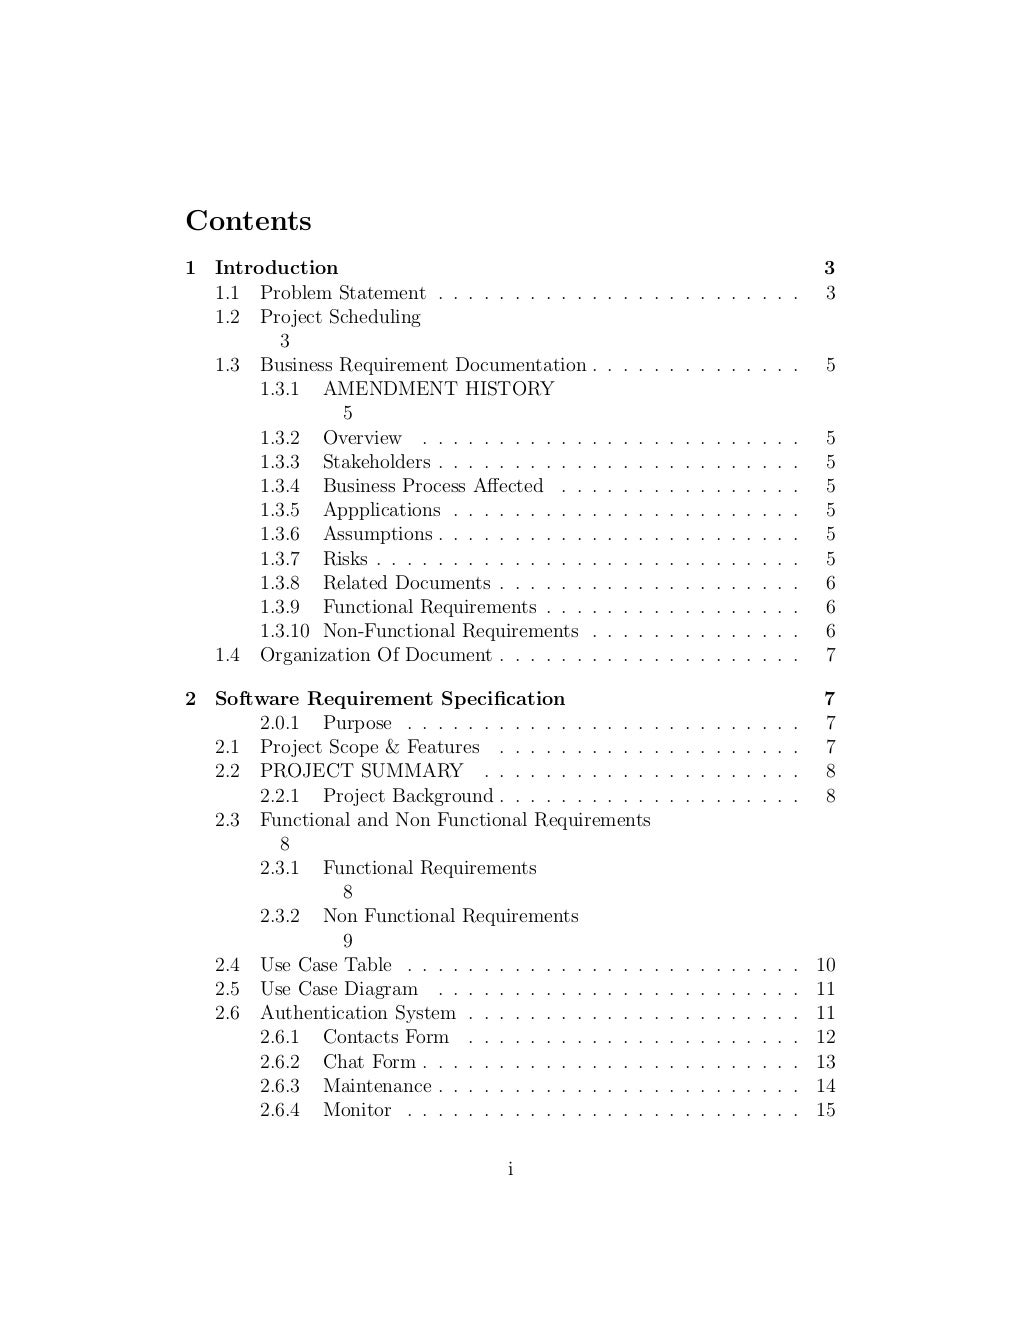 Contents
1 Introduction 3
1.1 Problem Statement . . . . . . . . . . . . . . . . . . . . . . . . 3
1.2 Project Scheduling
3
1.3 Business Requirement Documentation . . . . . . . . . . . . . . 5
1.3.1 AMENDMENT HISTORY
5
1.3.2 Overview . . . . . . . . . . . . . . . . . . . . . . . . . 5
1.3.3 Stakeholders . . . . . . . . . . . . . . . . . . . . . . . . 5
1.3.4 Business Process Affected . . . . . . . . . . . . . . . . 5
1.3.5 Appplications . . . . . . . . . . . . . . . . . . . . . . . 5
1.3.6 Assumptions . . . . . . . . . . . . . . . . . . . . . . . . 5
1.3.7 Risks . . . . . . . . . . . . . . . . . . . . . . . . . . . . 5
1.3.8 Related Documents . . . . . . . . . . . . . . . . . . . . 6
1.3.9 Functional Requirements . . . . . . . . . . . . . . . . . 6
1.3.10 Non-Functional Requirements . . . . . . . . . . . . . . 6
1.4 Organization Of Document . . . . . . . . . . . . . . . . . . . . 7
2 Software Requirement Specification 7
2.0.1 Purpose . . . . . . . . . . . . . . . . . . . . . . . . . . 7
2.1 Project Scope & Features . . . . . . . . . . . . . . . . . . . . 7
2.2 PROJECT SUMMARY . . . . . . . . . . . . . . . . . . . . . 8
2.2.1 Project Background . . . . . . . . . . . . . . . . . . . . 8
2.3 Functional and Non Functional Requirements
8
2.3.1 Functional Requirements
8
2.3.2 Non Functional Requirements
9
2.4 Use Case Table . . . . . . . . . . . . . . . . . . . . . . . . . . 10
2.5 Use Case Diagram . . . . . . . . . . . . . . . . . . . . . . . . 11
2.6 Authentication System . . . . . . . . . . . . . . . . . . . . . . 11
2.6.1 Contacts Form . . . . . . . . . . . . . . . . . . . . . . 12
2.6.2 Chat Form . . . . . . . . . . . . . . . . . . . . . . . . . 13
2.6.3 Maintenance . . . . . . . . . . . . . . . . . . . . . . . . 14
2.6.4 Monitor . . . . . . . . . . . . . . . . . . . . . . . . . . 15
i